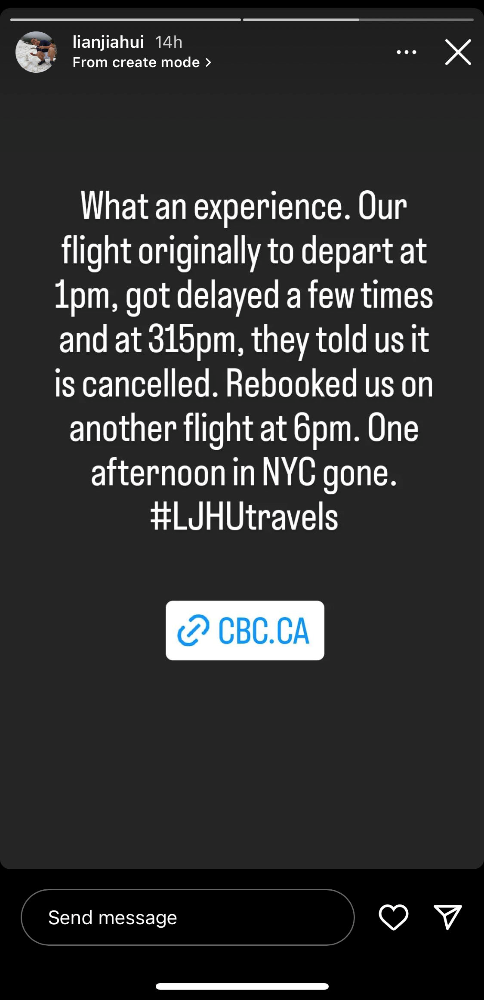 lianjiahui 14h
From create mode >
What an experience. Our
flight originally to depart at
1pm, got delayed a few times
and at 315pm, they told us it
is cancelled. Rebooked us on
another flight at 6pm. One
afternoon in NYC gone.
#LJHUtravels
CBC.CA
Send message